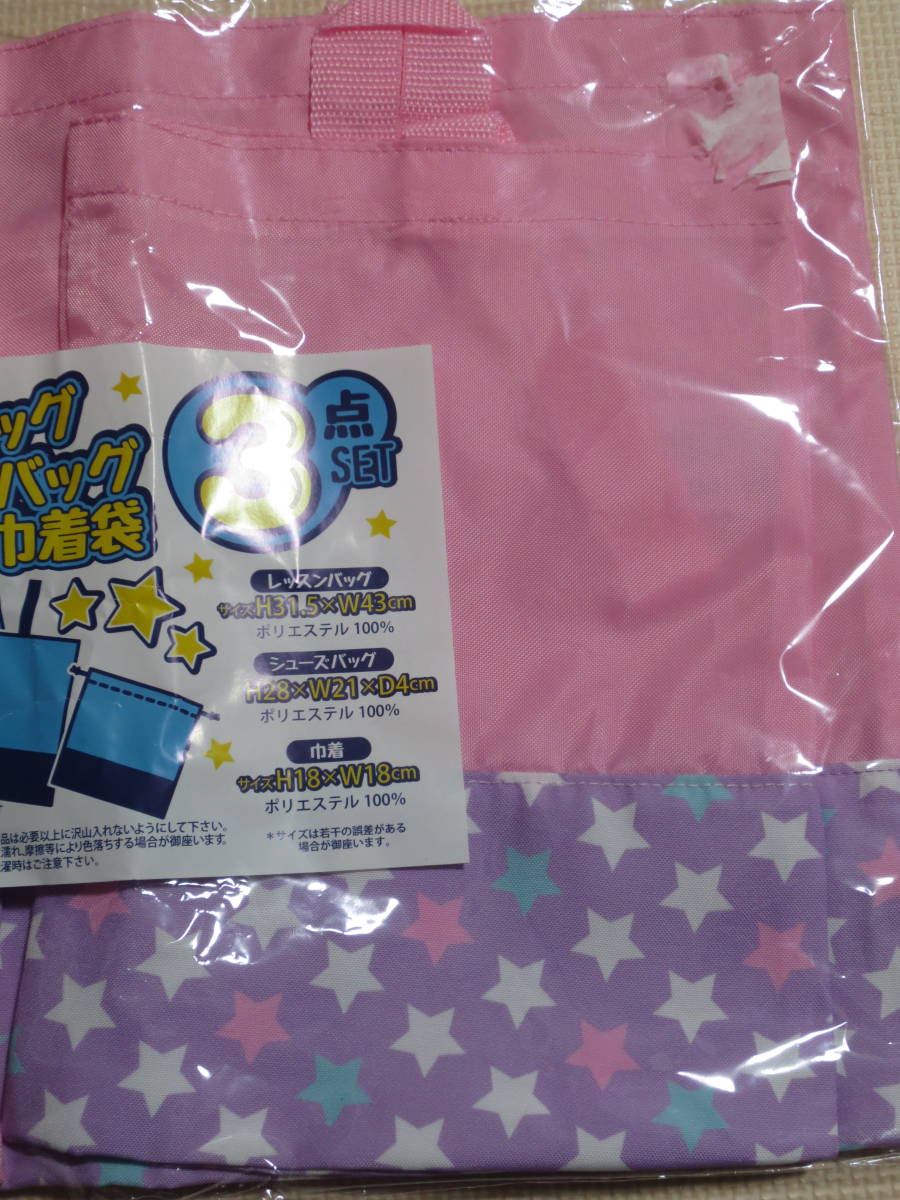 ッグ
バッグ
巾着袋
3点SET
レッスンバッグ
サイズH31.5×W43cm
ポリエステル 100%
シューズバッグ
H28×W21×D4cm
ポリエステル 100%
巾着
サイズH18×W18cm
ポリエステル 100%
*サイズは若干の誤差がある
場合が御座います。
品は必要以上に沢山入れないようにして下さい。
濡れ、摩擦等により色落ちする場合が御座います。
濯時はご注意下さい。